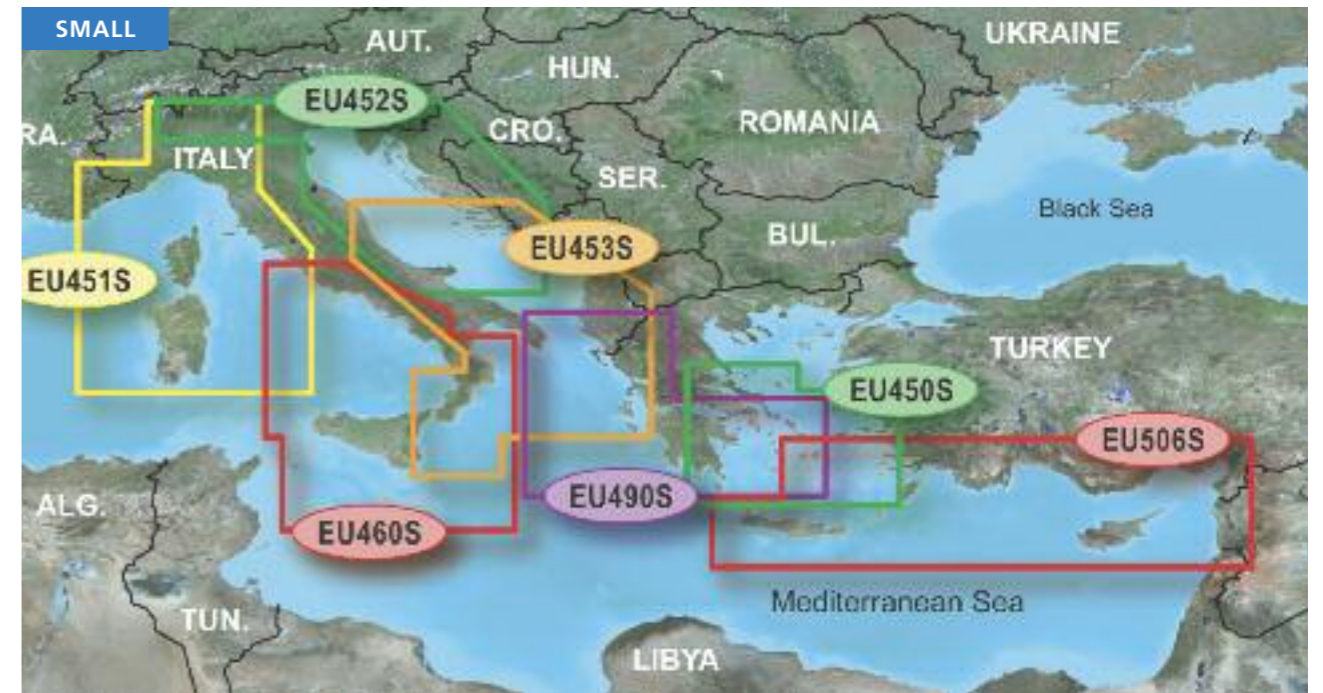 SMALL
AUT.
UKRAINE
HUN.
EU452S
RA.
CRO.
ROMANIA
ITALY
SER.
Black Sea
BUL.
EU453S
EU451S
TURKEY
EU450S
EU506S
EU490S
ALG.
EU460S
Mediterranean Sea
TUN.
LIBYA